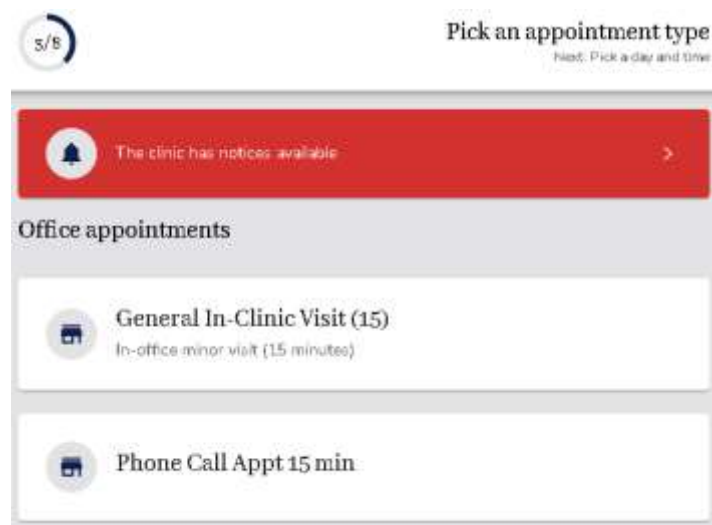 3/8
Pick an appointment type
Next: Pick a day and time
The clinic has notices available
Office appointments
General In-Clinic Visit (15)
In-office minor visit (15 minutes)
Phone Call Appt 15 min